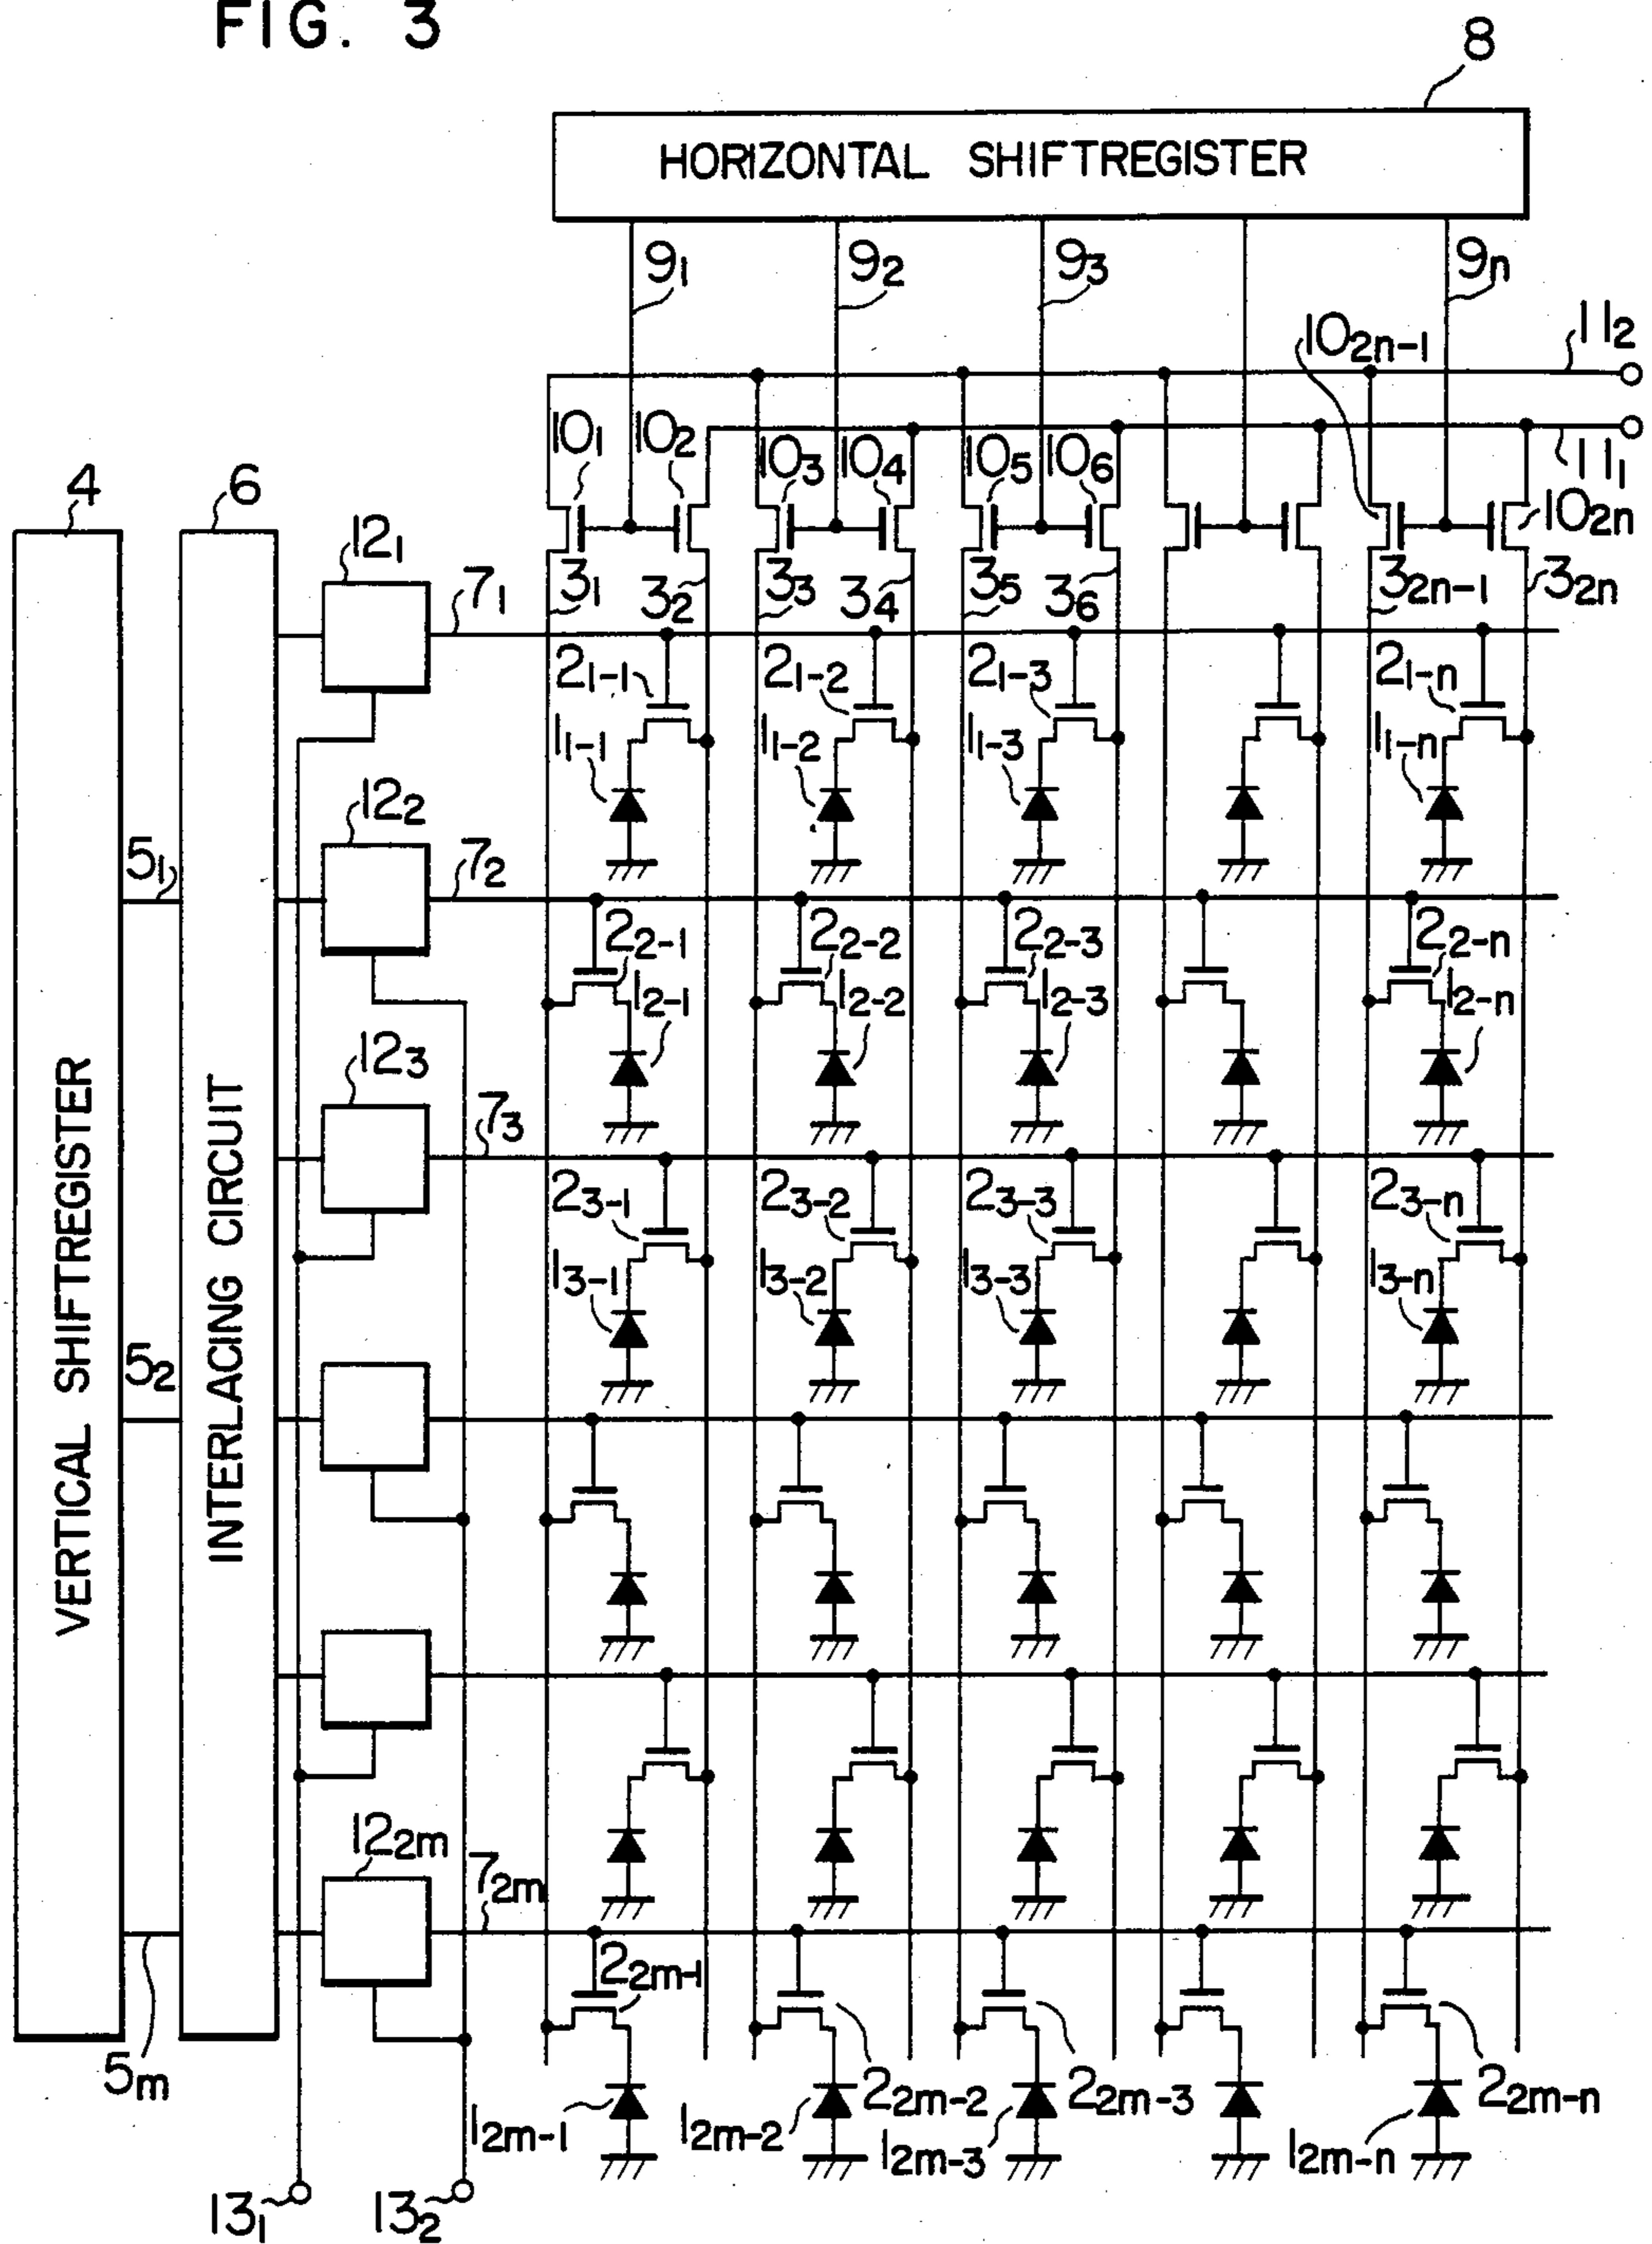 FIG. 3
8
HORIZONTAL SHIFTREGISTER
9₁ 9₂ 9₃ 9n
10₂n₋₁ 11₂
10₁ 10₂ 10₃ 10₄ 10₅ 10₆ 11₁
4 6 12₁ 10₂n
7₁ 3₁ 3₂ 3₃ 3₄ 3₅ 3₆ 3₂n₋₁ 3₂n
2₁₋₁ 2₁₋₂ 2₁₋₃ 2₁₋n
1₁₋₁ 1₁₋₂ 1₁₋₃ 1₁₋n
12₂
5₁ 7₂
2₂₋₁ 2₂₋₂ 2₂₋₃ 2₂₋n
1₂₋₁ 1₂₋₂ 1₂₋₃ 1₂₋n
12₃
7₃
VERTICAL SHIFTREGISTER
INTERLACING CIRCUIT
2₃₋₁ 2₃₋₂ 2₃₋₃ 2₃₋n
1₃₋₁ 1₃₋₂ 1₃₋₃ 1₃₋n
5₂
12₂m
7₂m
2₂m₋₁
5m
2₂m₋₂ 2₂m₋₃ 2₂m₋n
1₂m₋₁ 1₂m₋₂ 1₂m₋₃ 1₂m₋n
13₁ 13₂